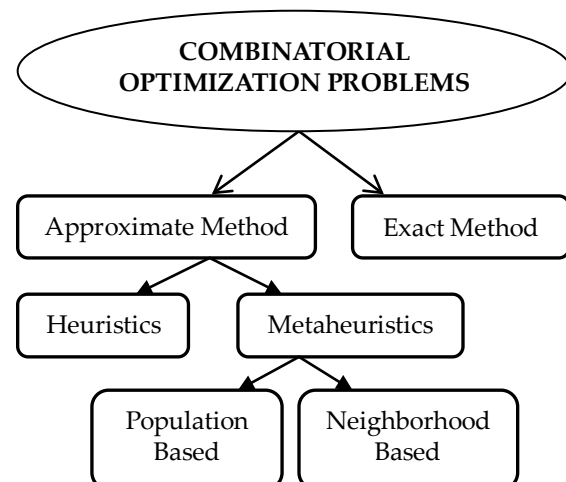 COMBINATORIAL
OPTIMIZATION PROBLEMS
Approximate Method
Exact Method
Heuristics
Metaheuristics
Population
Based
Neighborhood
Based